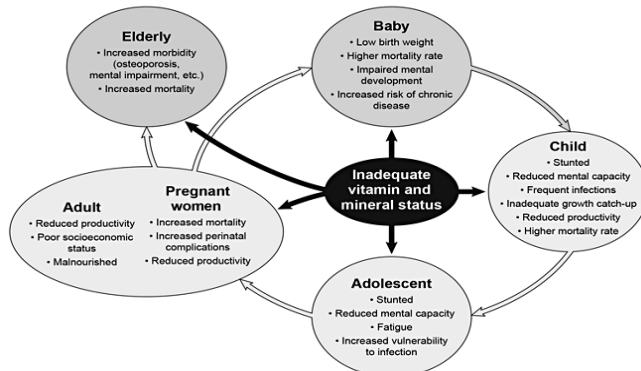 Elderly
• Increased morbidity
(osteoporosis,
mental impairment, etc.)
• Increased mortality
Baby
• Low birth weight
• Higher mortality rate
• Impaired mental
development
• Increased risk of chronic
disease
Inadequate
vitamin and
mineral status
Child
• Stunted
• Reduced mental capacity
• Frequent infections
• Inadequate growth catch-up
• Reduced productivity
• Higher mortality rate
Adult
• Reduced productivity
• Poor socioeconomic
status
• Malnourished
Pregnant
women
• Increased mortality
• Increased perinatal
complications
• Reduced productivity
Adolescent
• Stunted
• Reduced mental capacity
• Fatigue
• Increased vulnerability
to infection